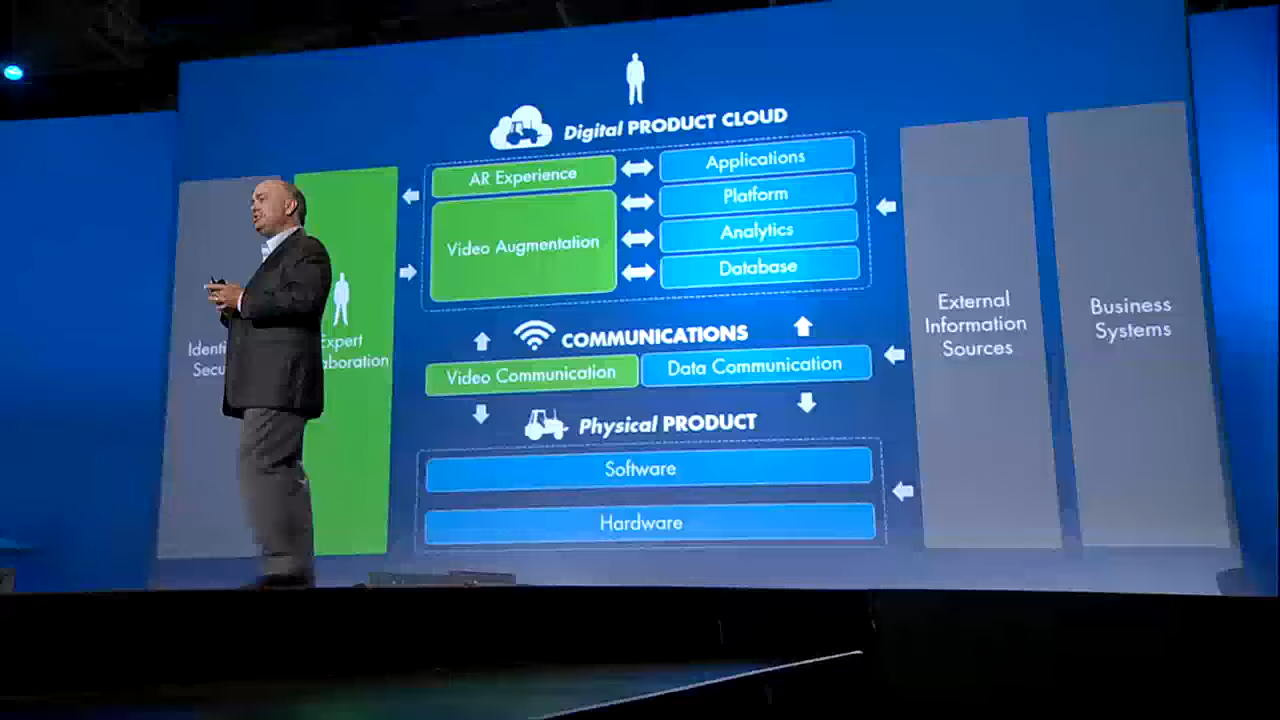 Digital PRODUCT CLOUD
AR Experience
Applications
Platform
Video Augmentation
Analytics
Database
COMMUNICATIONS
Video Communication
Data Communication
Physical PRODUCT
Software
Hardware
Expert
External
Information
Sources
Business
Systems